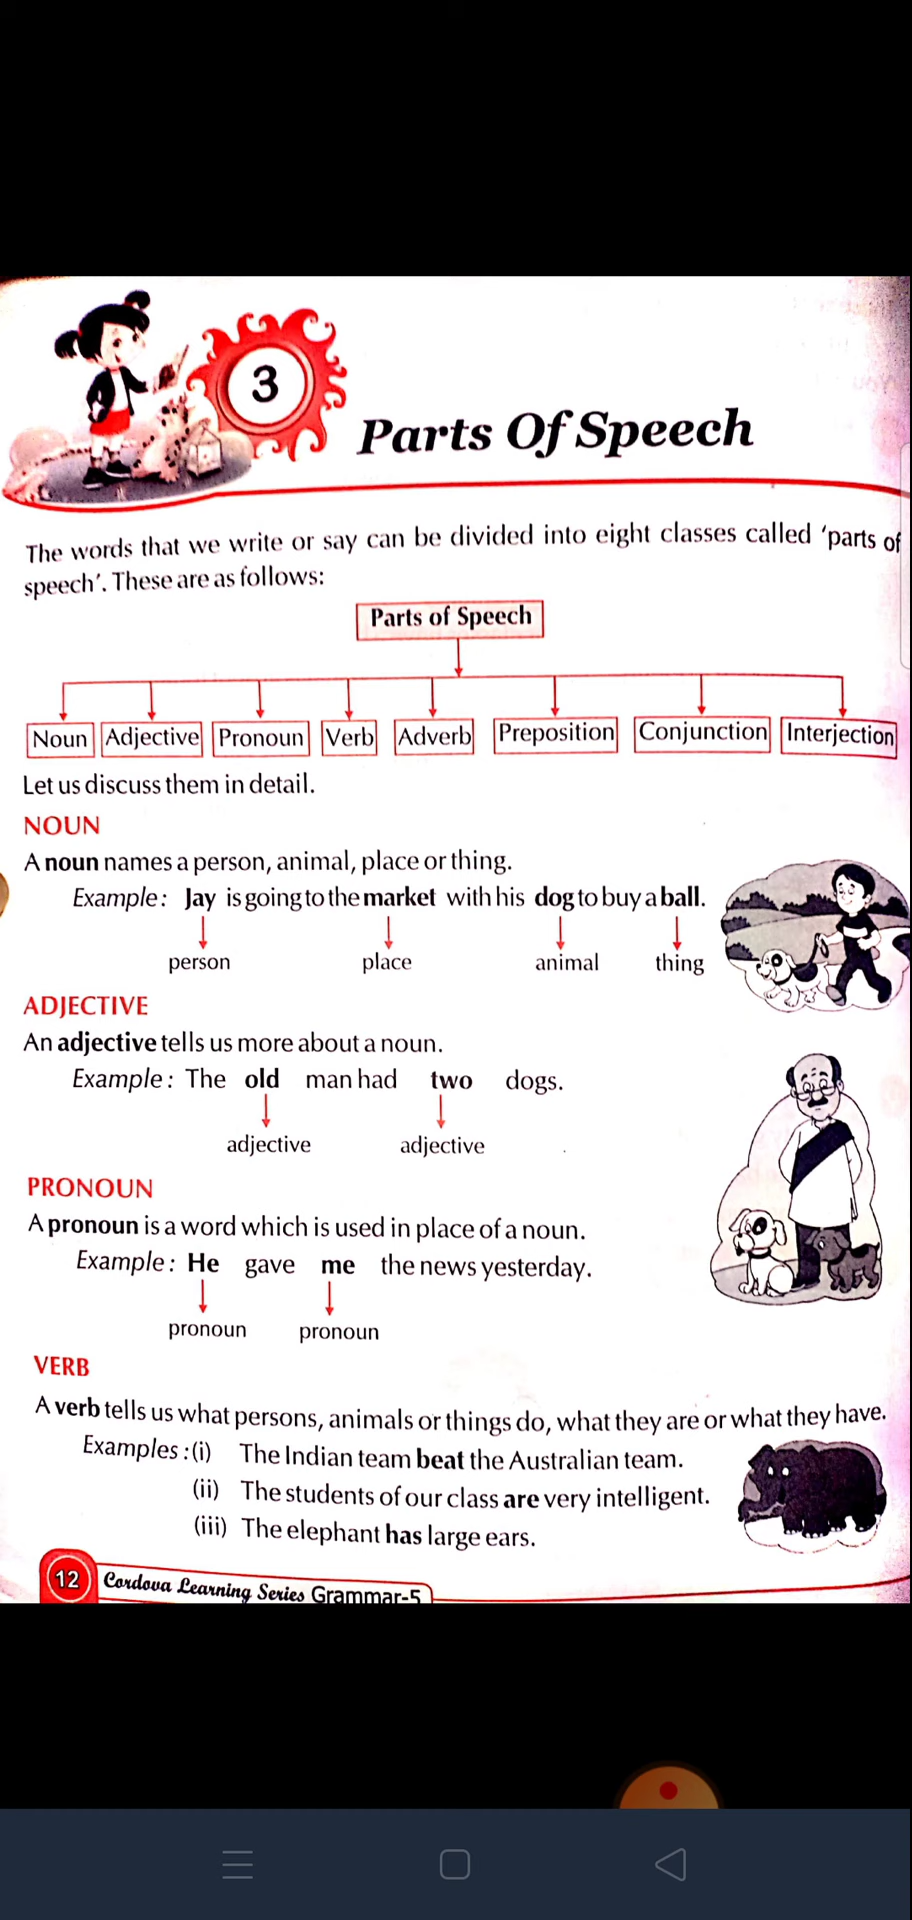 3
Parts Of Speech
The words that we write or say can be divided into eight classes called ‘parts of
speech’. These are as follows:
Parts of Speech
Noun Adjective Pronoun Verb Adverb Preposition Conjunction Interjection
Let us discuss them in detail.
NOUN
A noun names a person, animal, place or thing.
Example : Jay is going to the market with his dog to buy a ball.
person place animal thing
ADJECTIVE
An adjective tells us more about a noun.
Example : The old man had two dogs.
adjective adjective
PRONOUN
A pronoun is a word which is used in place of a noun.
Example : He gave me the news yesterday.
pronoun pronoun
VERB
A verb tells us what persons, animals or things do, what they are or what they have.
Examples : (i) The Indian team beat the Australian team.
(ii) The students of our class are very intelligent.
(iii) The elephant has large ears.
12 Cordova Learning Series Grammar-5